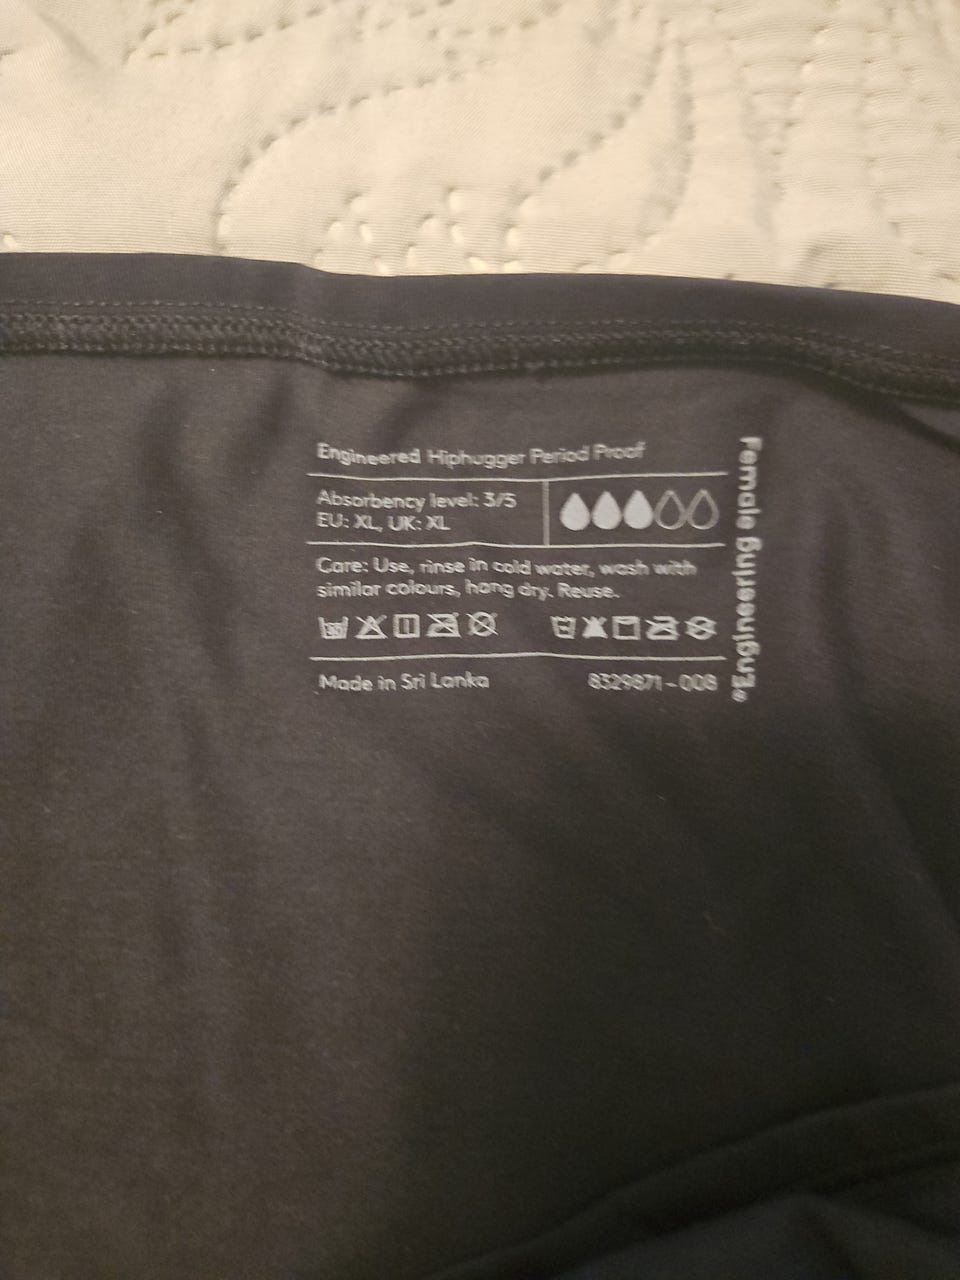 Engineered Hiphugger Period Proof
Absorbency level: 3/5
EU: XL, UK: XL
Care: Use, rinse in cold water, wash with
similar colours, hang dry. Reuse.
30
Made in Sri Lanka
8329871-008
Female Engineering®